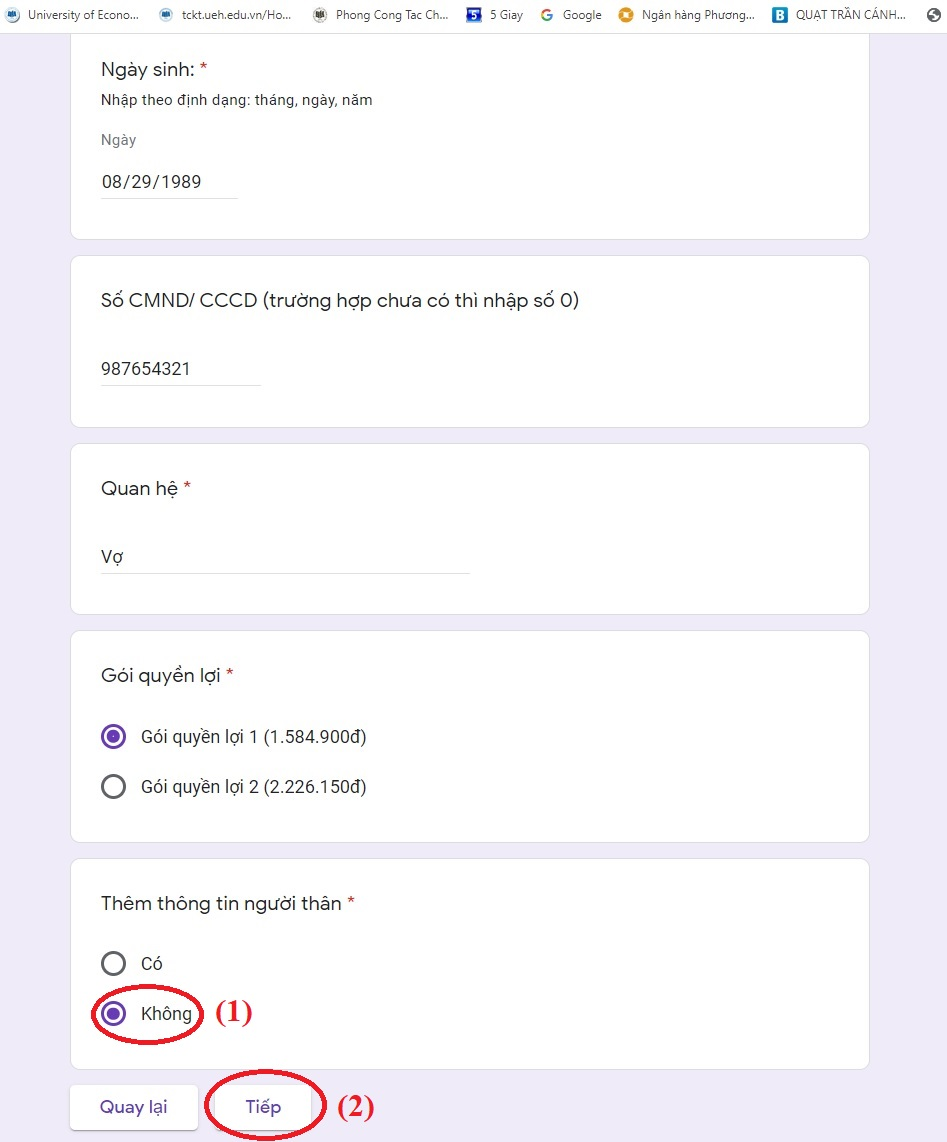 University of Econo... tckt.ueh.edu.vn/Ho... Phong Cong Tac Ch... 5 5 Giay G Google Ngân hàng Phương... B QUẠT TRẦN CÁNH...
Ngày sinh: *
Nhập theo định dạng: tháng, ngày, năm
Ngày
08/29/1989
Số CMND/ CCCD (trường hợp chưa có thì nhập số 0)
987654321
Quan hệ *
Vợ
Gói quyền lợi *
Gói quyền lợi 1 (1.584.900đ)
Gói quyền lợi 2 (2.226.150đ)
Thêm thông tin người thân *
Có
Không (1)
Quay lại Tiếp (2)